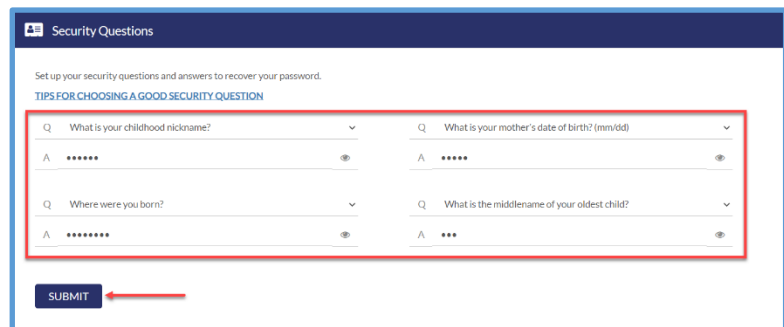 Security Questions
Set up your security questions and answers to recover your password.
TIPS FOR CHOOSING A GOOD SECURITY QUESTION
Q What is your childhood nickname?
A ••••••
Q What is your mother's date of birth? (mm/dd)
A •••••
Q Where were you born?
A ••••••••
Q What is the middlename of your oldest child?
A •••
SUBMIT